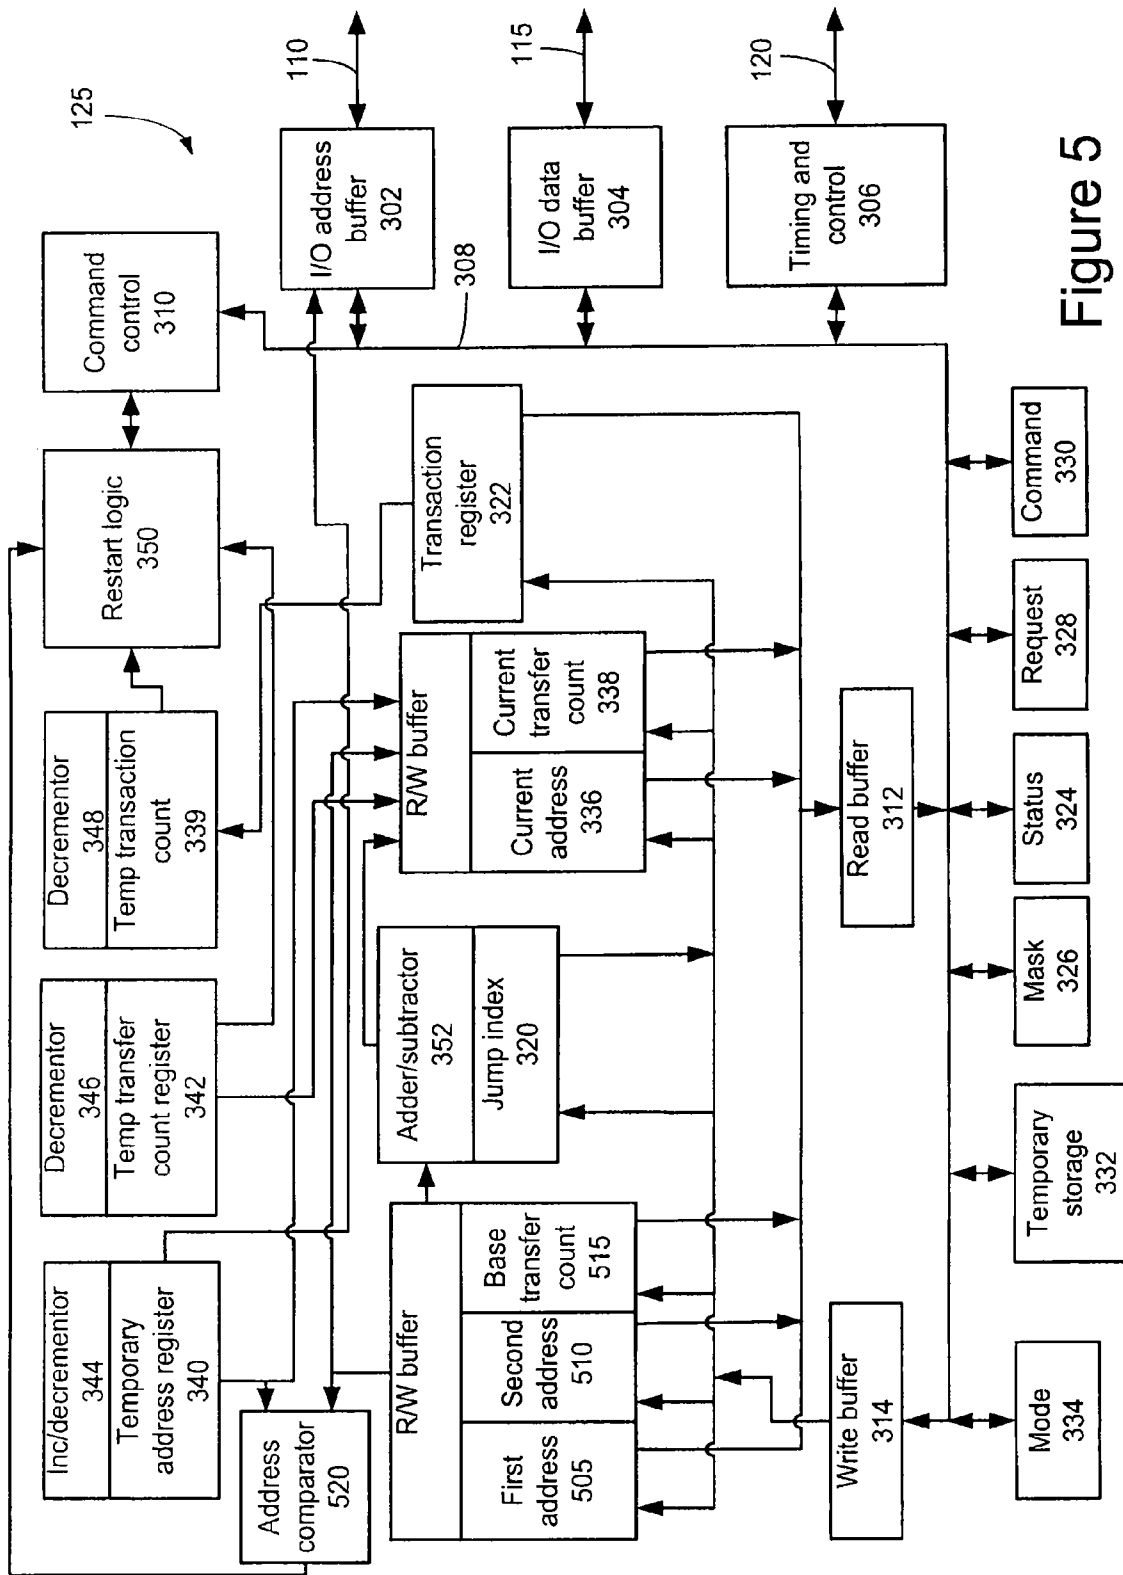 125
Inc/decrementor
344
Temporary
address register
340
Decrementor
346
Temp transfer
count register
342
Decrementor
348
Temp transaction
count
339
Restart logic
350
Command
control
310
Address
comparator
520
I/O address
buffer
302
110
R/W buffer
First
address
505
Second
address
510
Base
transfer
count
515
Adder/subtractor
352
Jump index
320
R/W buffer
Current
address
336
Current
transfer
count
338
Transaction
register
322
308
I/O data
buffer
304
115
Write buffer
314
Read buffer
312
Timing and
control
306
120
Mode
334
Temporary
storage
332
Mask
326
Status
324
Request
328
Command
330
Figure 5